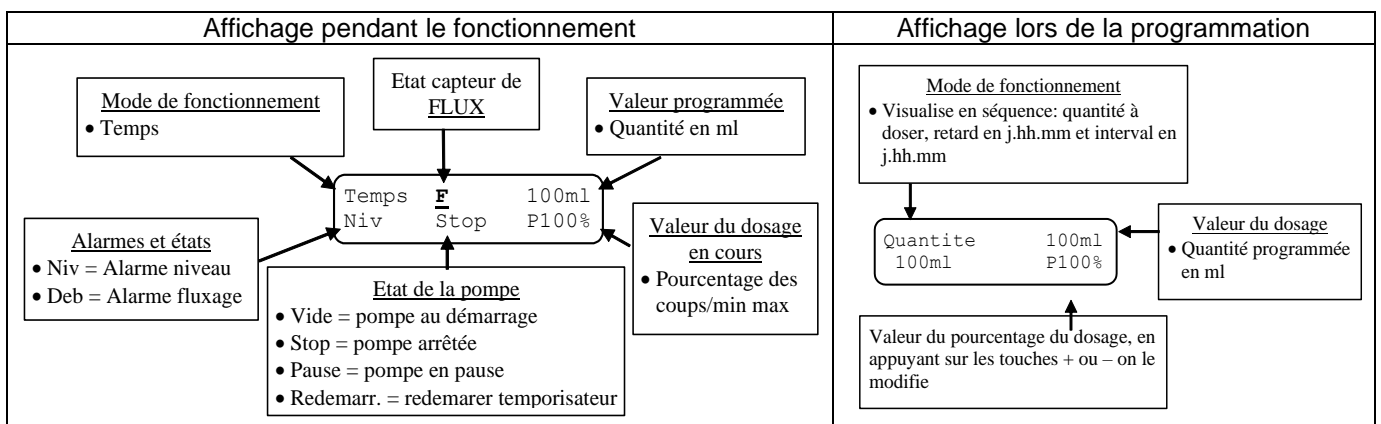 Affichage pendant le fonctionnement
Mode de fonctionnement
• Temps
Etat capteur de
FLUX
Valeur programmée
• Quantité en ml
Temps F 100ml
Niv Stop P100%
Alarmes et états
• Niv = Alarme niveau
• Deb = Alarme fluxage
Etat de la pompe
• Vide = pompe au démarrage
• Stop = pompe arrêtée
• Pause = pompe en pause
• Redemarr. = redemarer temporisateur
Valeur du dosage
en cours
• Pourcentage des
coups/min max
Affichage lors de la programmation
Mode de fonctionnement
• Visualise en séquence: quantité à
doser, retard en j.hh.mm et interval en
j.hh.mm
Quantite 100ml
100ml P100%
Valeur du dosage
• Quantité programmée
en ml
Valeur du pourcentage du dosage, en
appuyant sur les touches + ou – on le
modifie